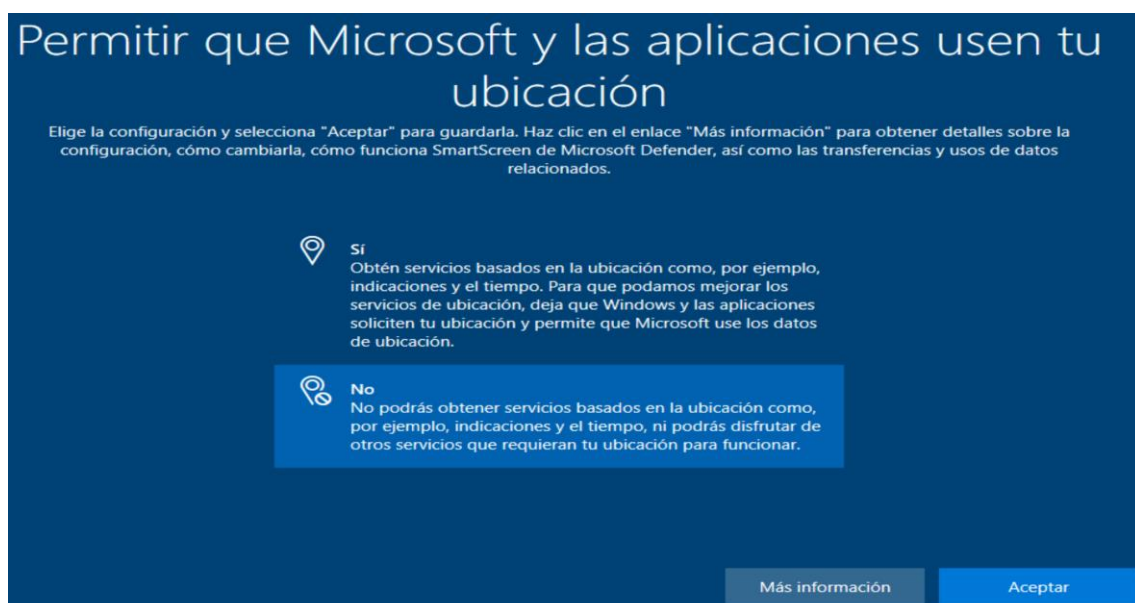 Permitir que Microsoft y las aplicaciones usen tu
ubicación
Elige la configuración y selecciona "Aceptar" para guardarla. Haz clic en el enlace "Más información" para obtener detalles sobre la
configuración, cómo cambiarla, cómo funciona SmartScreen de Microsoft Defender, así como las transferencias y usos de datos
relacionados.
Sí
Obtén servicios basados en la ubicación como, por ejemplo,
indicaciones y el tiempo. Para que podamos mejorar los
servicios de ubicación, deja que Windows y las aplicaciones
soliciten tu ubicación y permite que Microsoft use los datos
de ubicación.
No
No podrás obtener servicios basados en la ubicación como,
por ejemplo, indicaciones y el tiempo, ni podrás disfrutar de
otros servicios que requieran tu ubicación para funcionar.
Más información
Aceptar